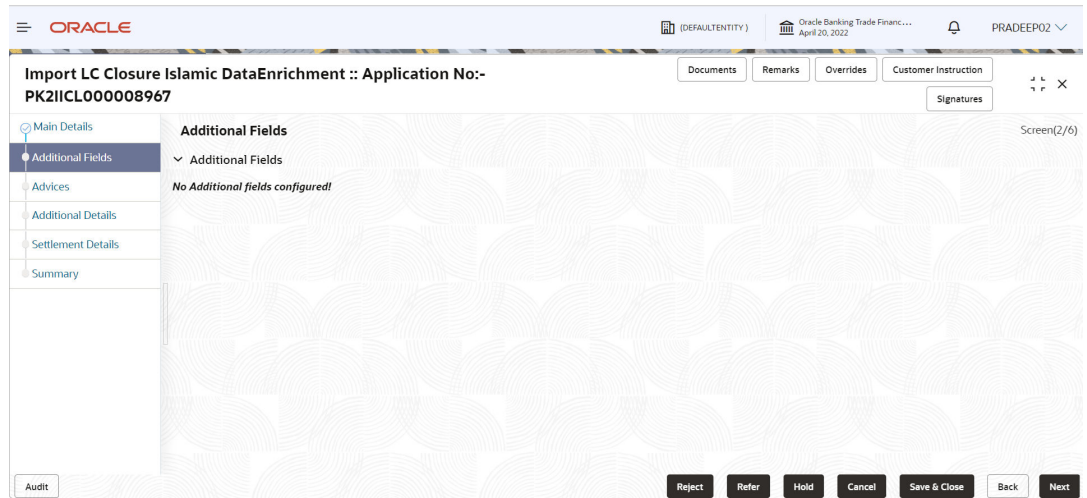 ORACLE
(DEFAULTENTITY)
Oracle Banking Trade Financ...
April 20, 2022
PRADEEP02
Import LC Closure Islamic DataEnrichment :: Application No:-
PK2IICL000008967
Documents
Remarks
Overrides
Customer Instruction
Signatures
Main Details
Additional Fields
Advices
Additional Details
Settlement Details
Summary
Additional Fields
Screen(2/6)
Additional Fields
No Additional fields configured!
Audit
Reject
Refer
Hold
Cancel
Save & Close
Back
Next